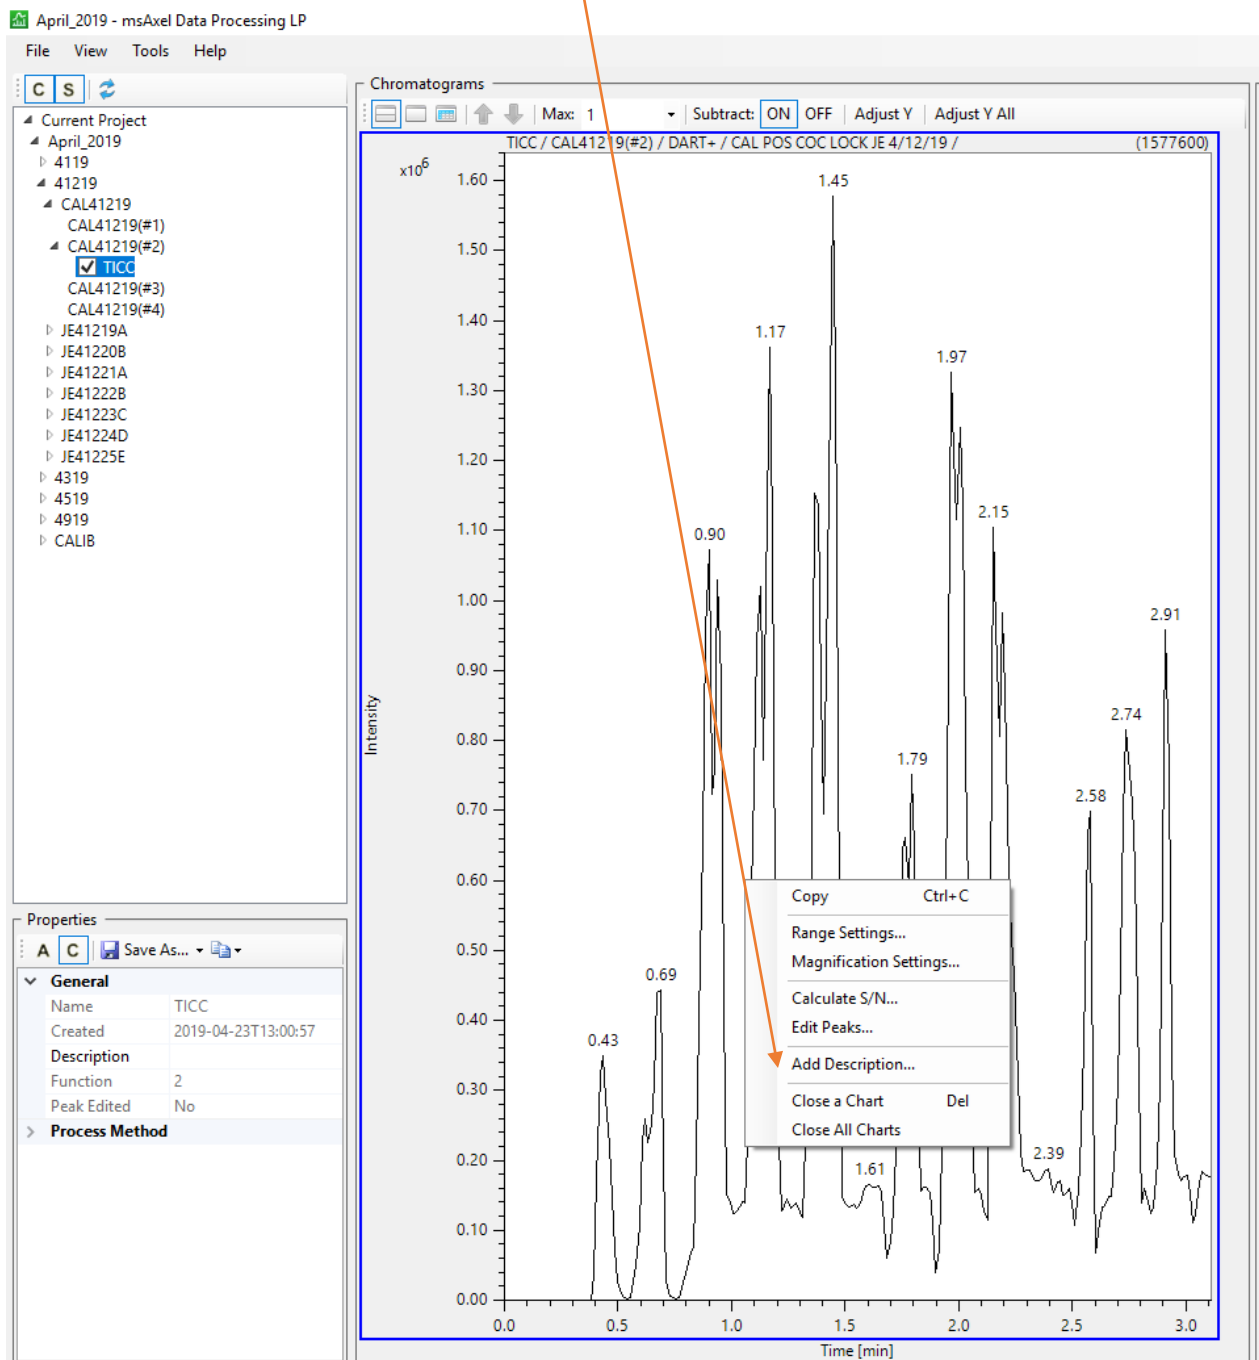 April_2019 - msAxel Data Processing LP
File View Tools Help
C S
Current Project
April_2019
4119
41219
CAL41219
CAL41219(#1)
CAL41219(#2)
TICC
CAL41219(#3)
CAL41219(#4)
JE41219A
JE41220B
JE41221A
JE41222B
JE41223C
JE41224D
JE41225E
4319
4519
4919
CALIB
Properties
A C Save As...
General
Name TICC
Created 2019-04-23T13:00:57
Description
Function 2
Peak Edited No
Process Method
Chromatograms
Max: 1 Subtract: ON OFF Adjust Y Adjust Y All
TICC / CAL41219(#2) / DART+ / CAL POS COC LOCK JE 4/12/19 / (1577600)
x10^6
1.60
1.50
1.40
1.30
1.20
1.10
1.00
0.90
0.80
0.70
0.60
0.50
0.40
0.30
0.20
0.10
0.00
Intensity
1.45
1.17
1.97
2.15
0.90
2.91
2.74
1.79
2.58
0.69
0.43
2.39
1.61
Copy Ctrl+C
Range Settings...
Magnification Settings...
Calculate S/N...
Edit Peaks...
Add Description...
Close a Chart Del
Close All Charts
0.0 0.5 1.0 1.5 2.0 2.5 3.0
Time [min]